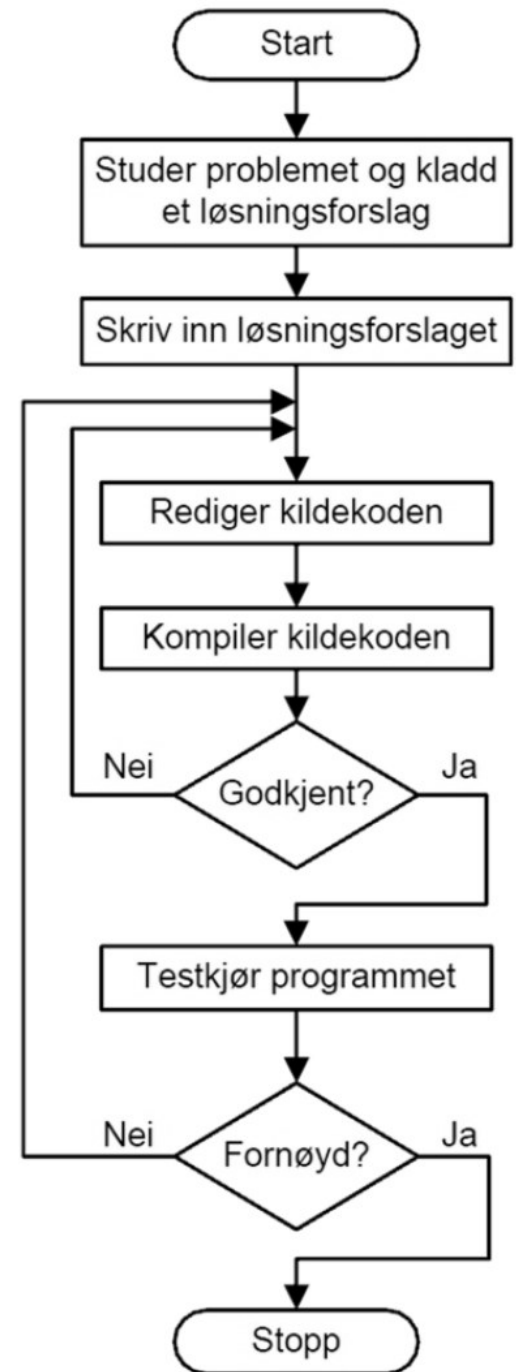 Start
Studer problemet og kladd
et løsningsforslag
Skriv inn løsningsforslaget
Rediger kildekoden
Kompiler kildekoden
Nei
Godkjent?
Ja
Testkjør programmet
Nei
Fornøyd?
Ja
Stopp